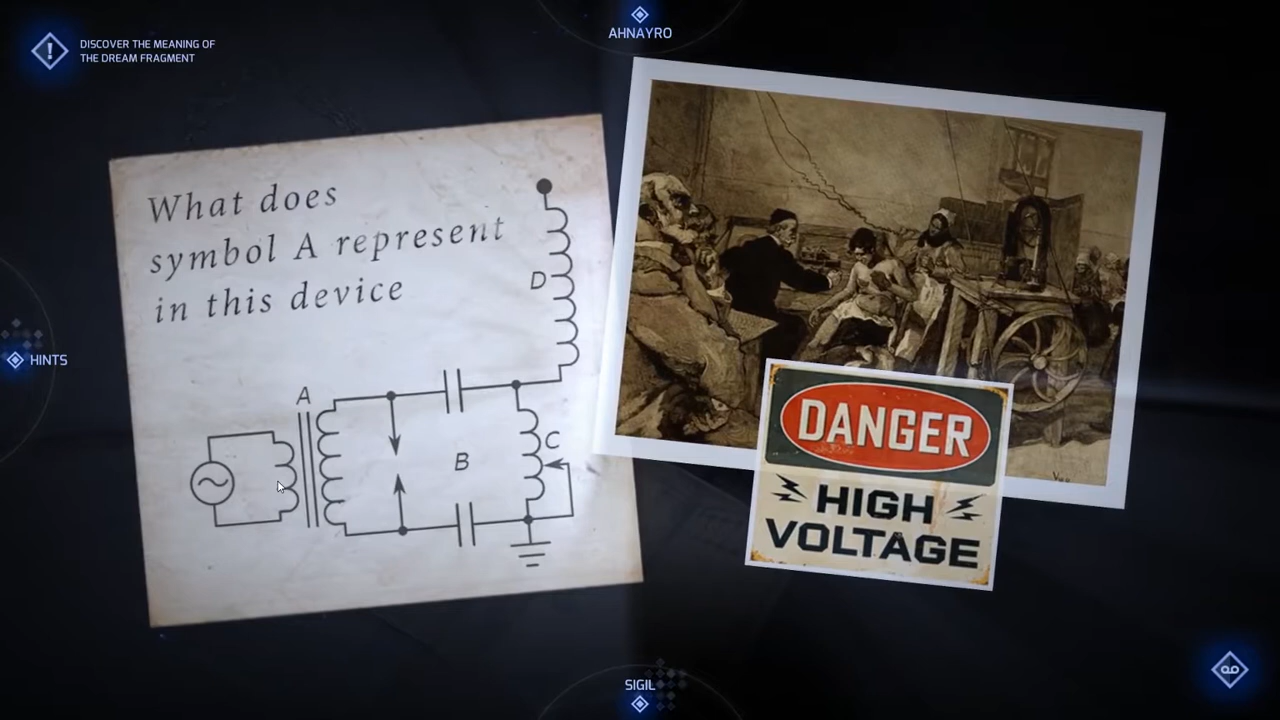 AHNAYRO
DISCOVER THE MEANING OF
THE DREAM FRAGMENT
What does
symbol A represent
in this device
D
A
C
B
DANGER
HIGH
VOLTAGE
HINTS
SIGIL